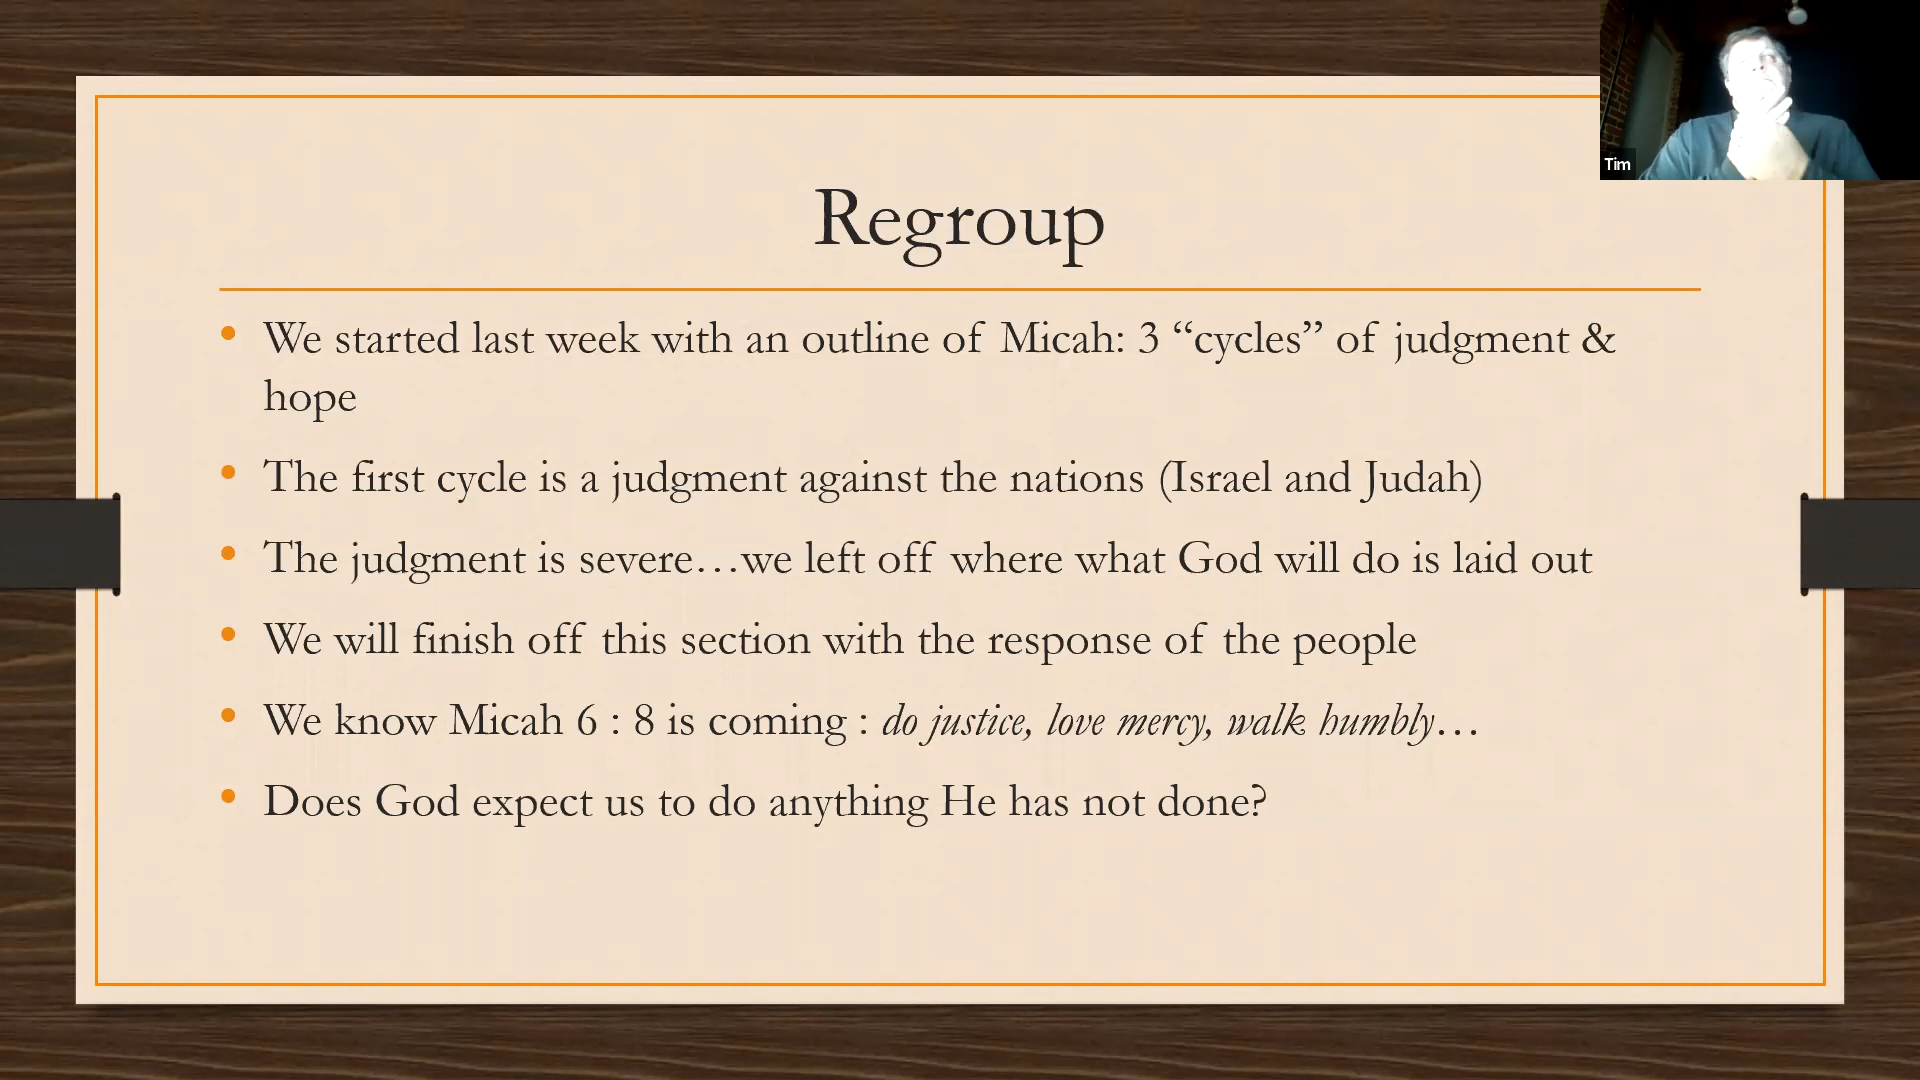 Tim
Regroup
• We started last week with an outline of Micah: 3 “cycles” of judgment &
hope
• The first cycle is a judgment against the nations (Israel and Judah)
• The judgment is severe…we left off where what God will do is laid out
• We will finish off this section with the response of the people
• We know Micah 6 : 8 is coming : do justice, love mercy, walk humbly…
• Does God expect us to do anything He has not done?